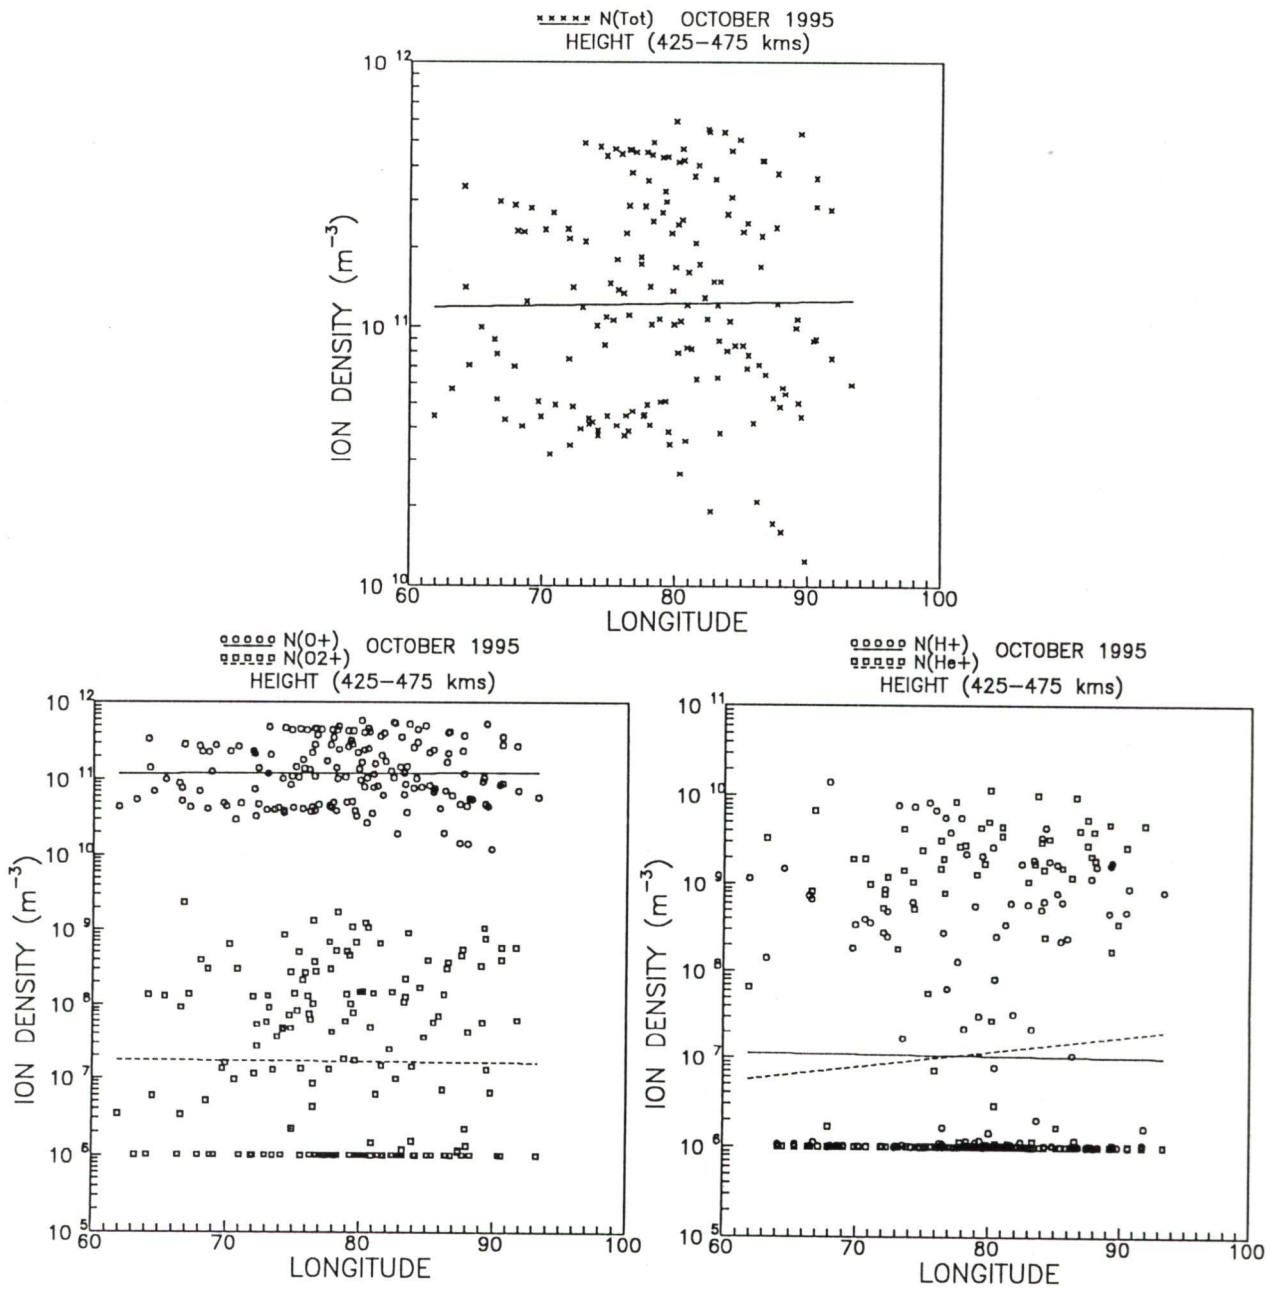 ××××× N(Tot) OCTOBER 1995
HEIGHT (425–475 kms)
10 12
10 11
10 10
ION DENSITY (m⁻³)
60 70 80 90 100
LONGITUDE
N(O+) OCTOBER 1995
N(O2+)
HEIGHT (425–475 kms)
10 12
10 11
10 10
10 9
10 8
10 7
10 6
10 5
ION DENSITY (m⁻³)
60 70 80 90 100
LONGITUDE
N(H+) OCTOBER 1995
N(He+)
HEIGHT (425–475 kms)
10 11
10 10
10 9
10 8
10 7
10 6
10 5
ION DENSITY (m⁻³)
60 70 80 90 100
LONGITUDE